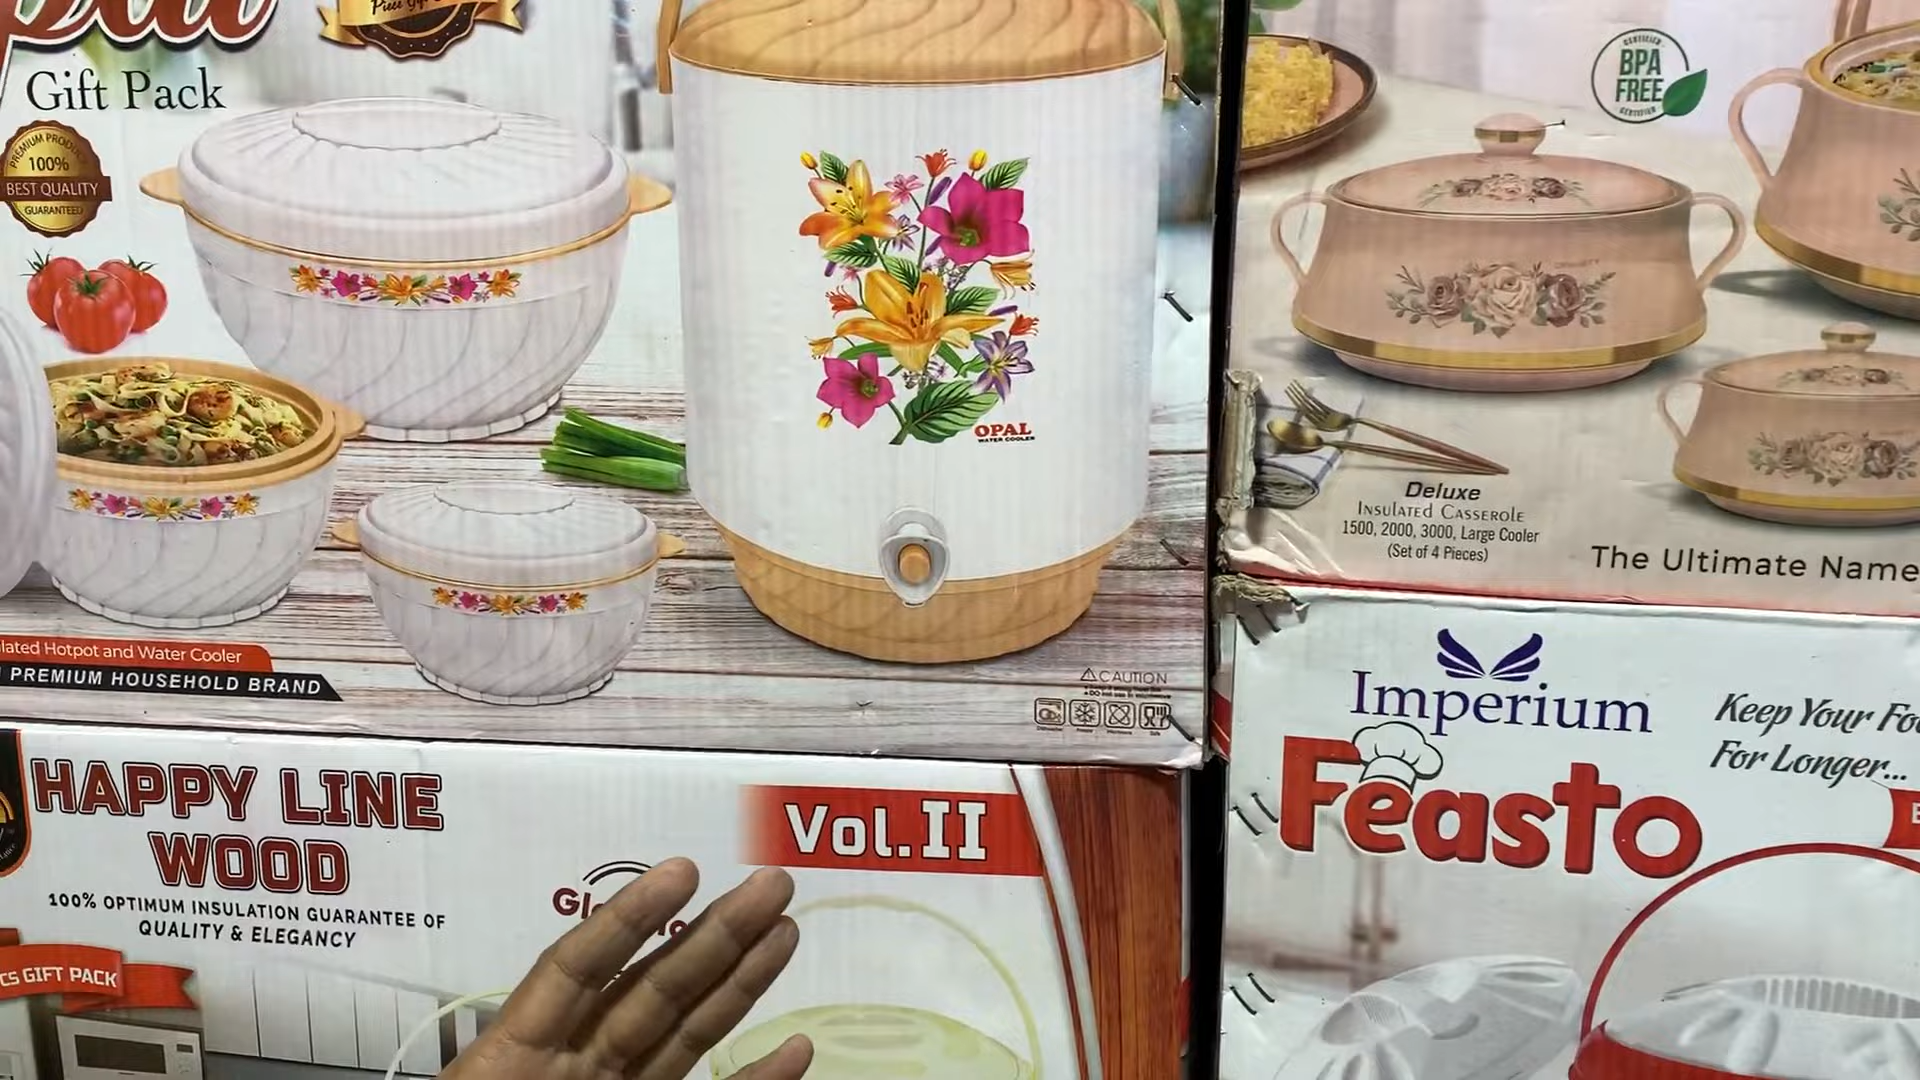 Gift Pack
PREMIUM PRODUCT
100%
BEST QUALITY
GUARANTEED
OPAL
WATER COOLER
lated Hotpot and Water Cooler
PREMIUM HOUSEHOLD BRAND
CAUTION
CERTIFIED
BPA
FREE
CERTIFIED
Deluxe
INSULATED CASSEROLE
1500, 2000, 3000, Large Cooler
(Set of 4 Pieces)
The Ultimate Name
HAPPY LINE
WOOD
100% OPTIMUM INSULATION GUARANTEE OF
QUALITY & ELEGANCY
CS GIFT PACK
Vol.II
Imperium
Feasto
Keep Your Fo
For Longer...